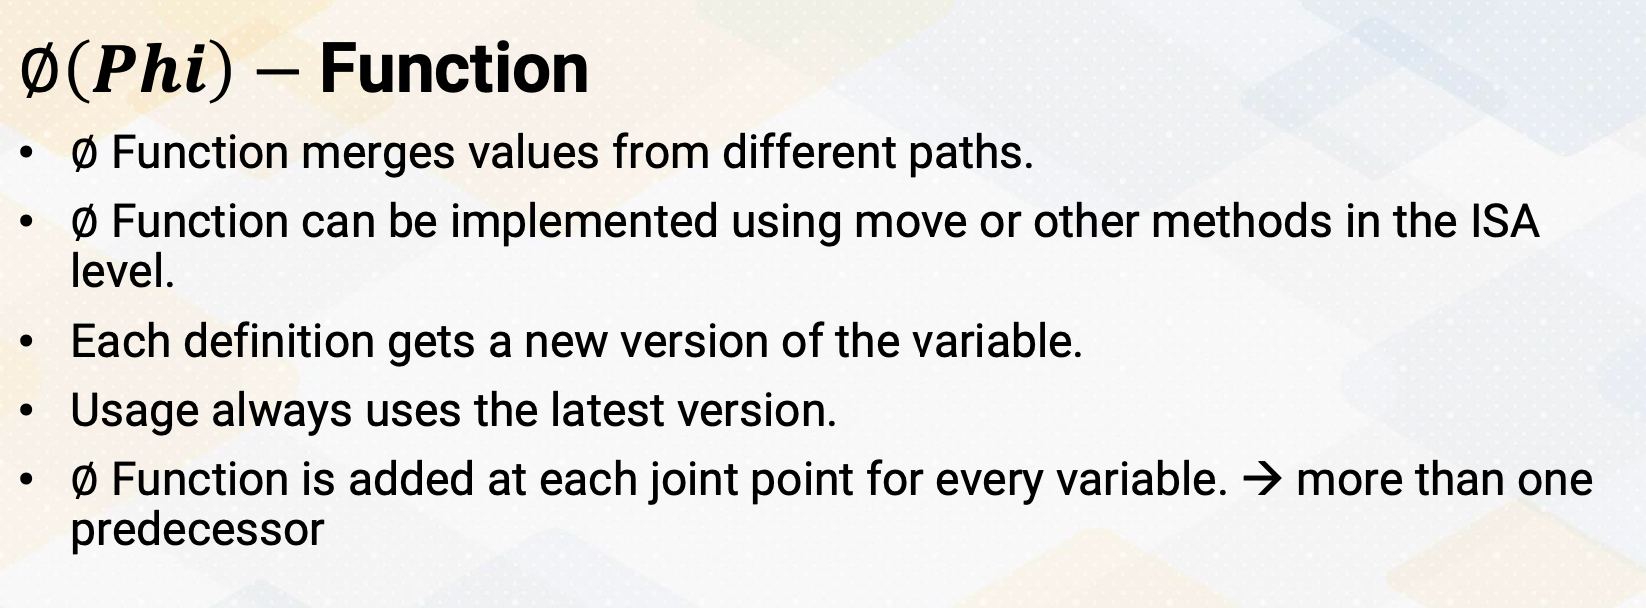 ∅(Phi) – Function
• ∅ Function merges values from different paths.
• ∅ Function can be implemented using move or other methods in the ISA
level.
• Each definition gets a new version of the variable.
• Usage always uses the latest version.
• ∅ Function is added at each joint point for every variable. → more than one
predecessor